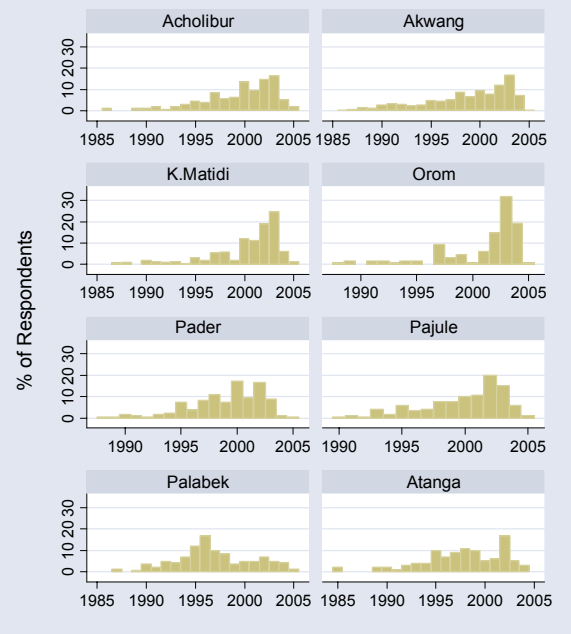 Acholibur Akwang
0 10 20 30
1985 1990 1995 2000 2005 1985 1990 1995 2000 2005
K.Matidi Orom
0 10 20 30
1985 1990 1995 2000 2005 1990 1995 2000 2005
% of Respondents
Pader Pajule
0 10 20 30
1990 1995 2000 2005 1990 1995 2000 2005
Palabek Atanga
0 10 20 30
1985 1990 1995 2000 2005 1985 1990 1995 2000 2005